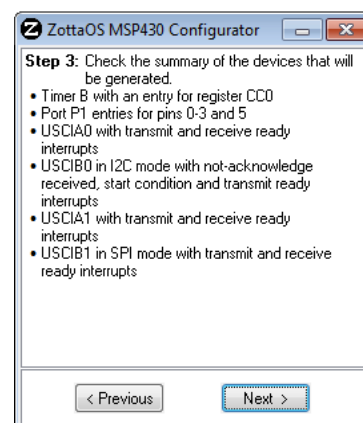 ZottaOS MSP430 Configurator
Step 3: Check the summary of the devices that will
be generated.
• Timer B with an entry for register CC0
• Port P1 entries for pins 0-3 and 5
• USCIA0 with transmit and receive ready
interrupts
• USCIB0 in I2C mode with not-acknowledge
received, start condition and transmit ready
interrupts
• USCIA1 with transmit and receive ready
interrupts
• USCIB1 in SPI mode with transmit and receive
ready interrupts
< Previous
Next >